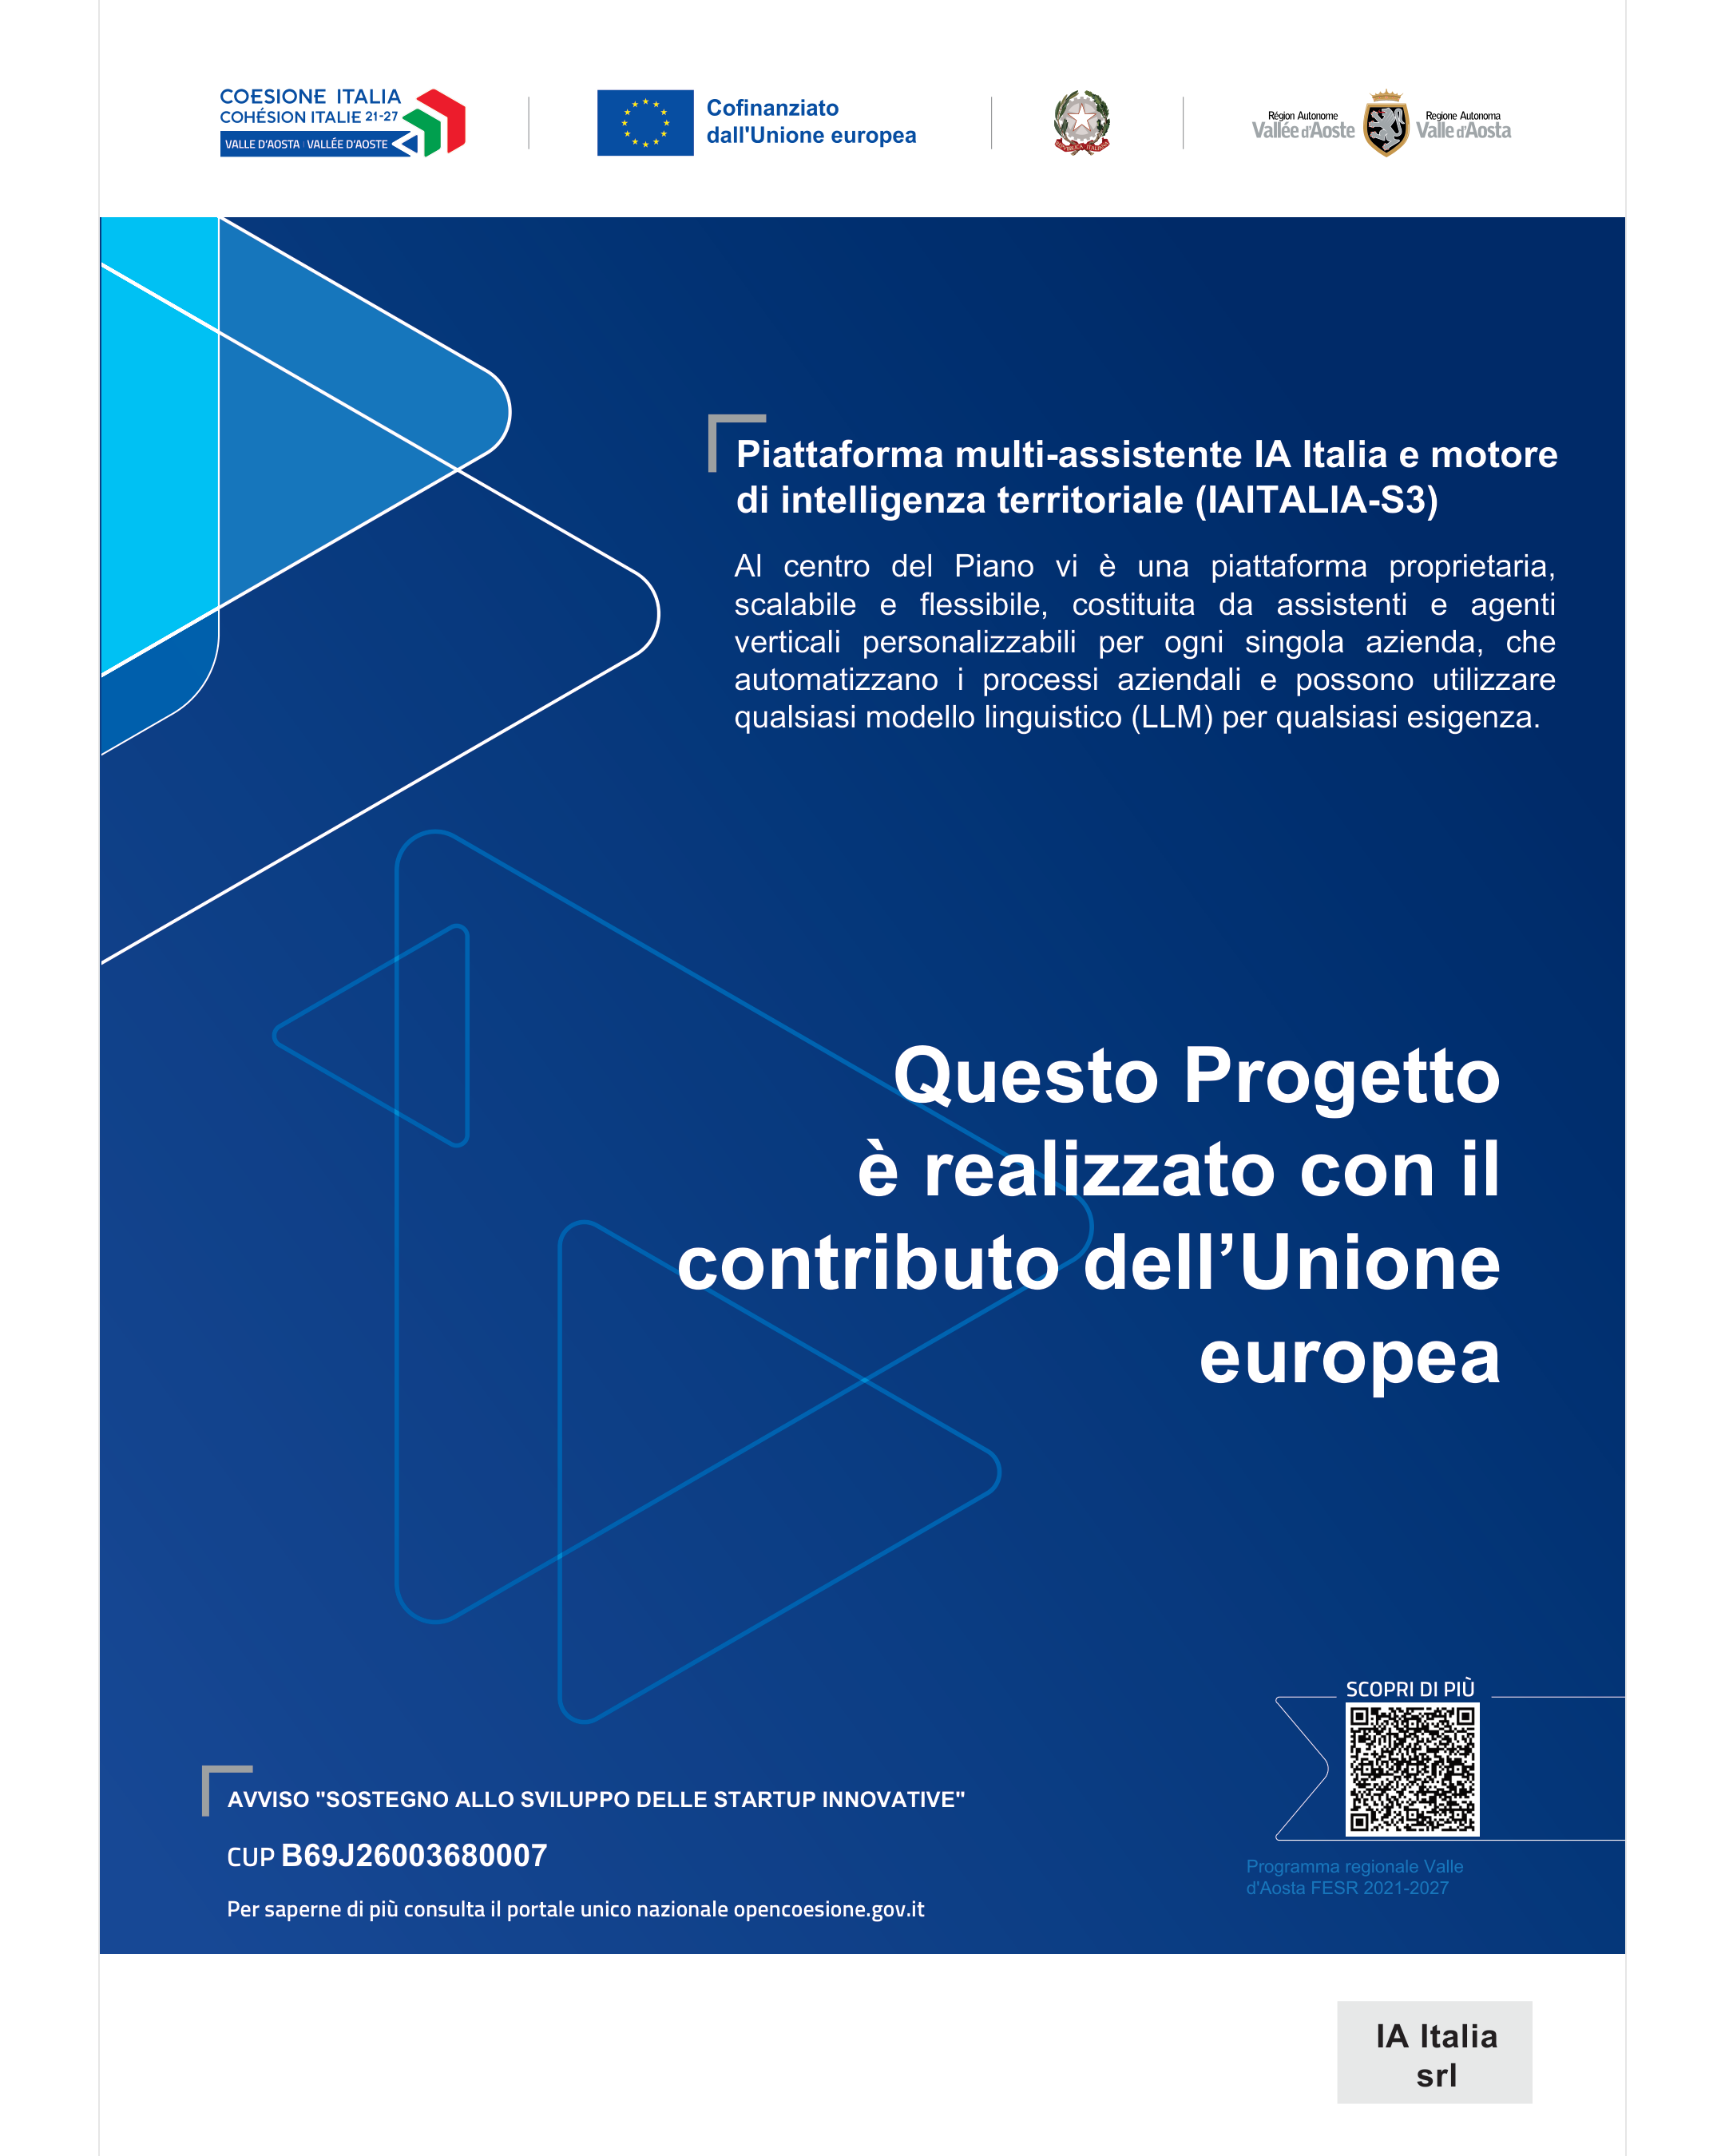 COESIONE ITALIA
COHÉSION ITALIE 21-27
VALLE D'AOSTA | VALLÉE D'AOSTE
Cofinanziato
dall'Unione europea
REPVBBLICA ITALIANA
Région Autonome
Vallée d'Aoste
Regione Autonoma
Valle d'Aosta
Piattaforma multi-assistente IA Italia e motore
di intelligenza territoriale (IAITALIA-S3)
Al centro del Piano vi è una piattaforma proprietaria,
scalabile e flessibile, costituita da assistenti e agenti
verticali personalizzabili per ogni singola azienda, che
automatizzano i processi aziendali e possono utilizzare
qualsiasi modello linguistico (LLM) per qualsiasi esigenza.
Questo Progetto
è realizzato con il
contributo dell’Unione
europea
SCOPRI DI PIÙ
AVVISO "SOSTEGNO ALLO SVILUPPO DELLE STARTUP INNOVATIVE"
CUP B69J26003680007
Per saperne di più consulta il portale unico nazionale opencoesione.gov.it
Programma regionale Valle
d'Aosta FESR 2021-2027
IA Italia
srl